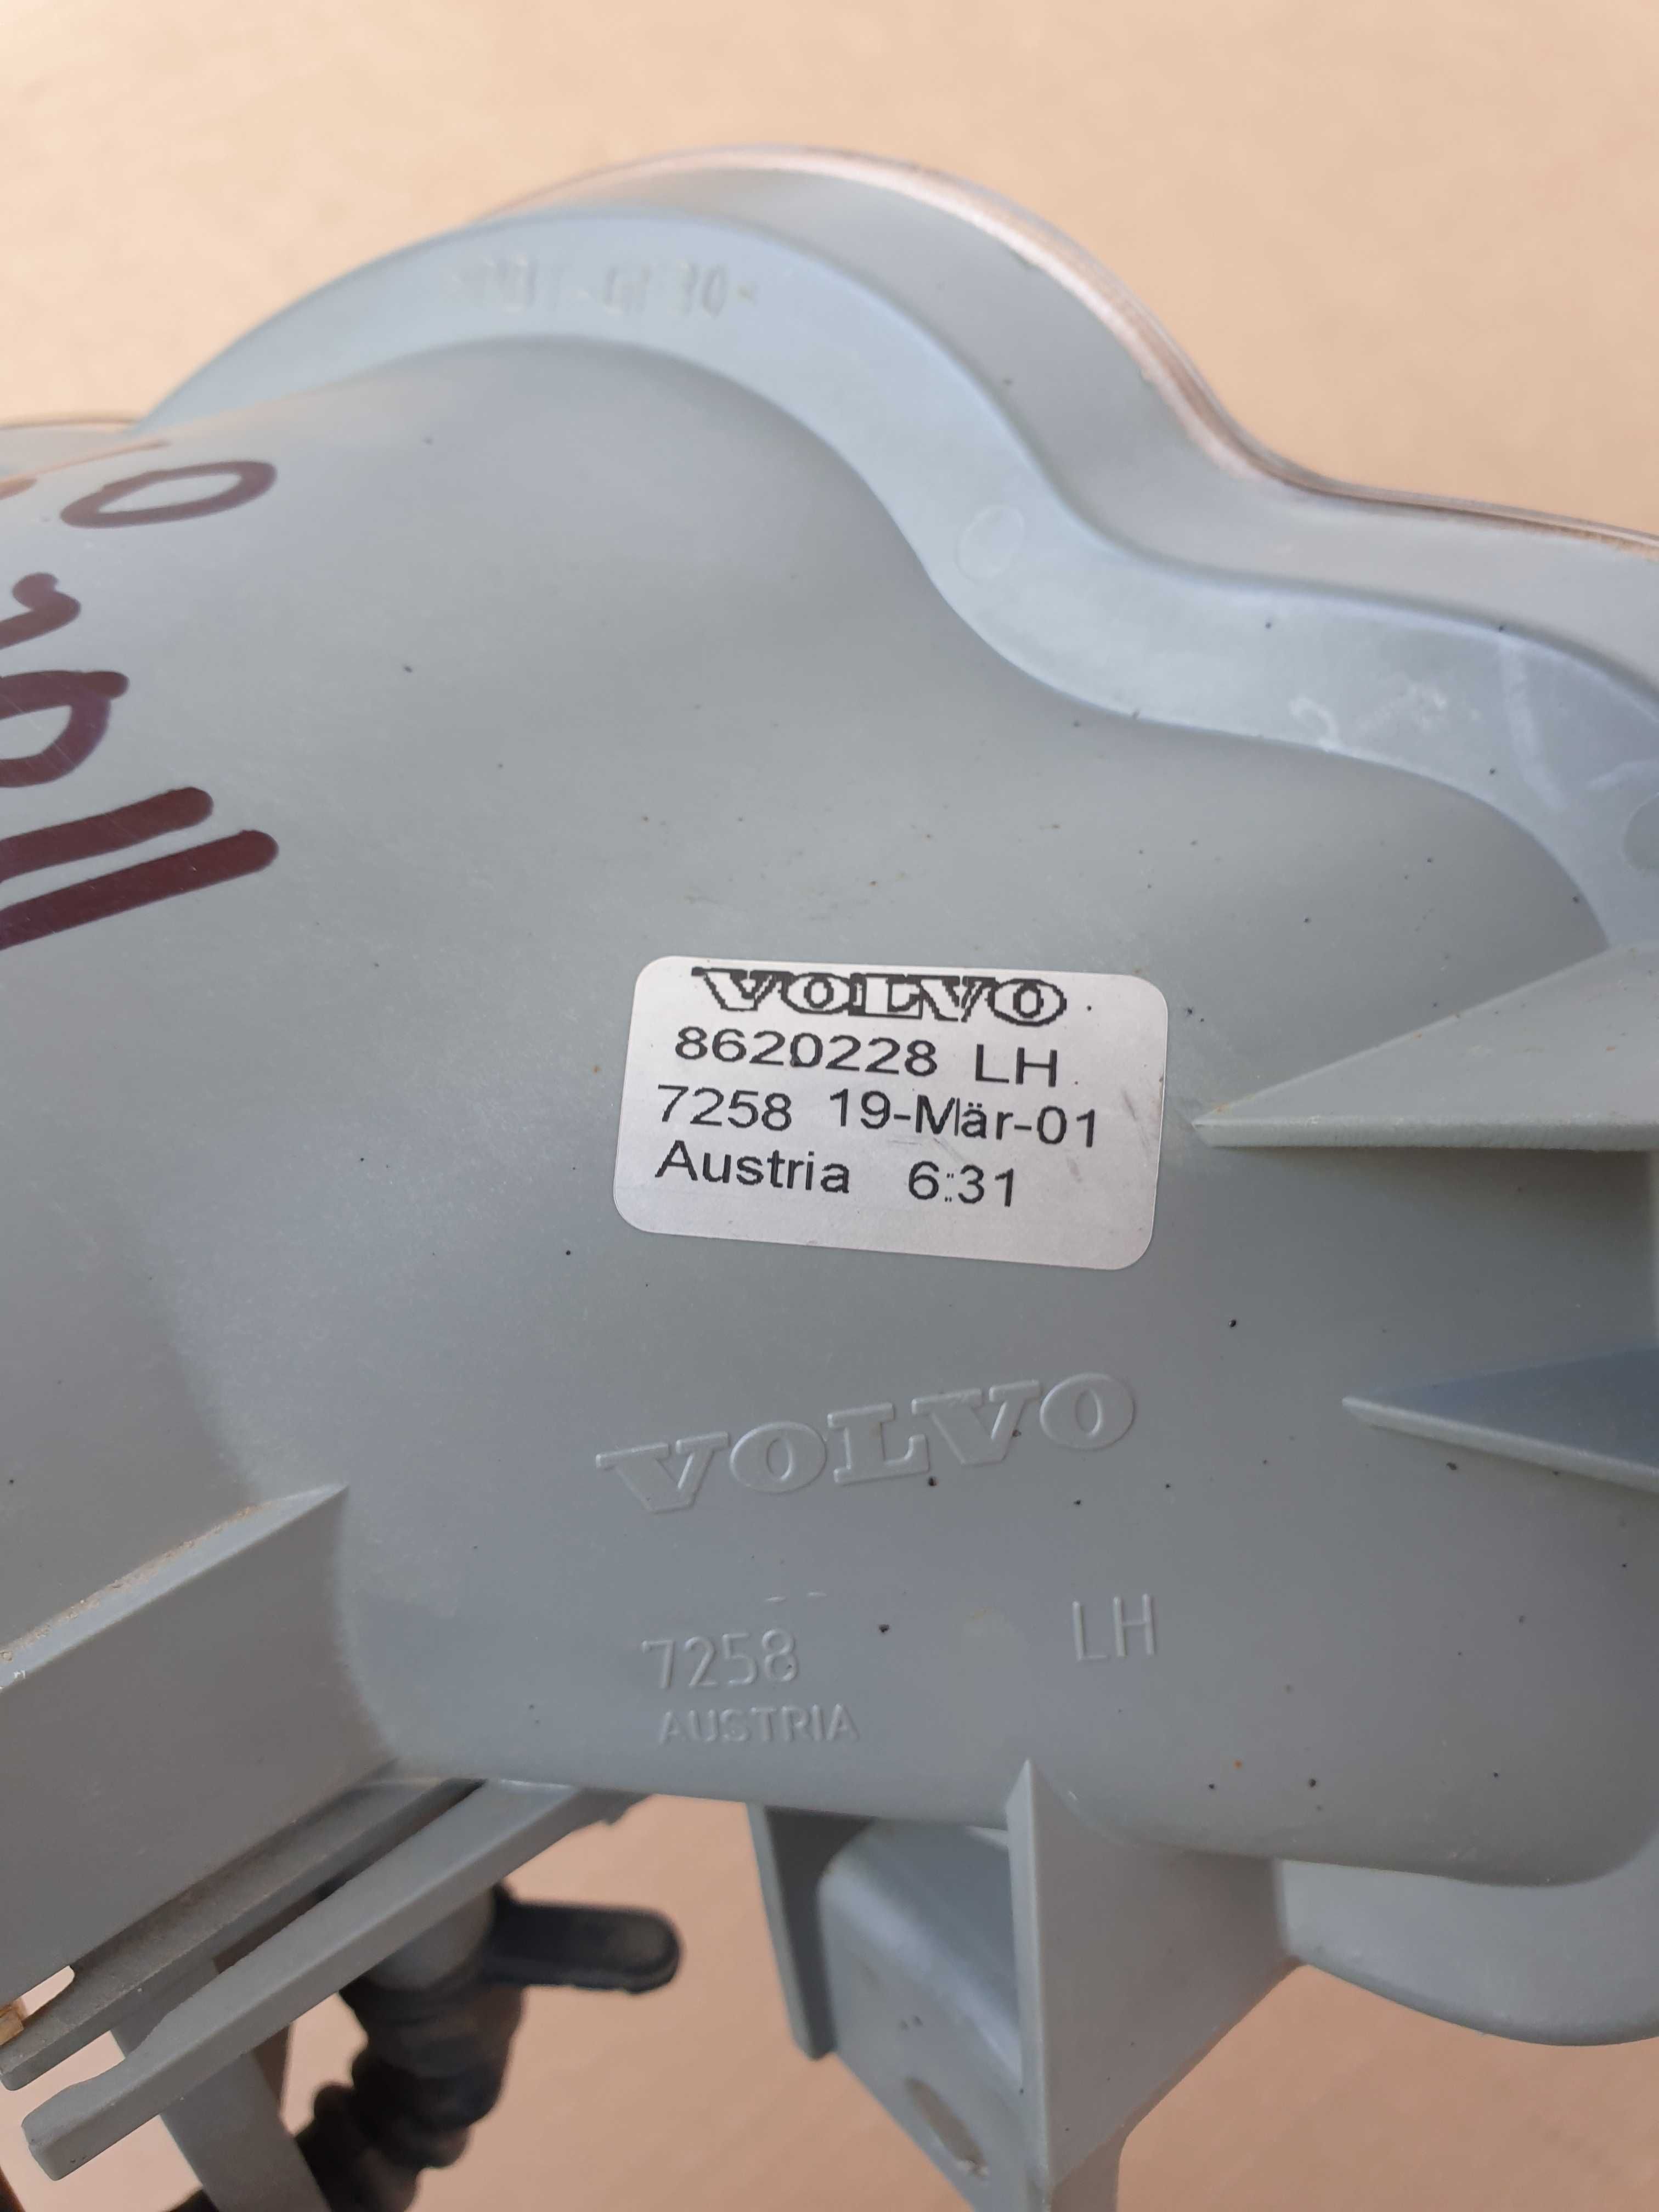 VOLVO
8620228 LH
7258 19-Mär-01
Austria 6:31
VOLVO
7258 LH
AUSTRIA